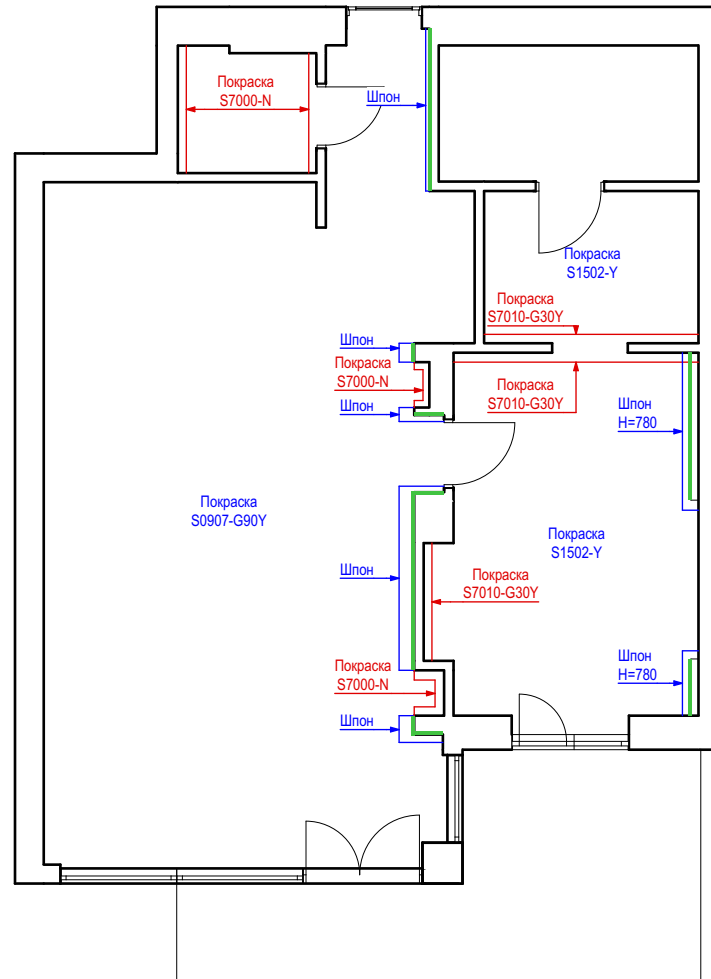 Покраска
S7000-N
Шпон
Покраска
S1502-Y
Покраска
S7010-G30Y
Шпон
Покраска
S7000-N
Шпон
Покраска
S7010-G30Y
Шпон
H=780
Покраска
S0907-G90Y
Покраска
S1502-Y
Шпон
Покраска
S7010-G30Y
Покраска
S7000-N
Шпон
H=780
Шпон